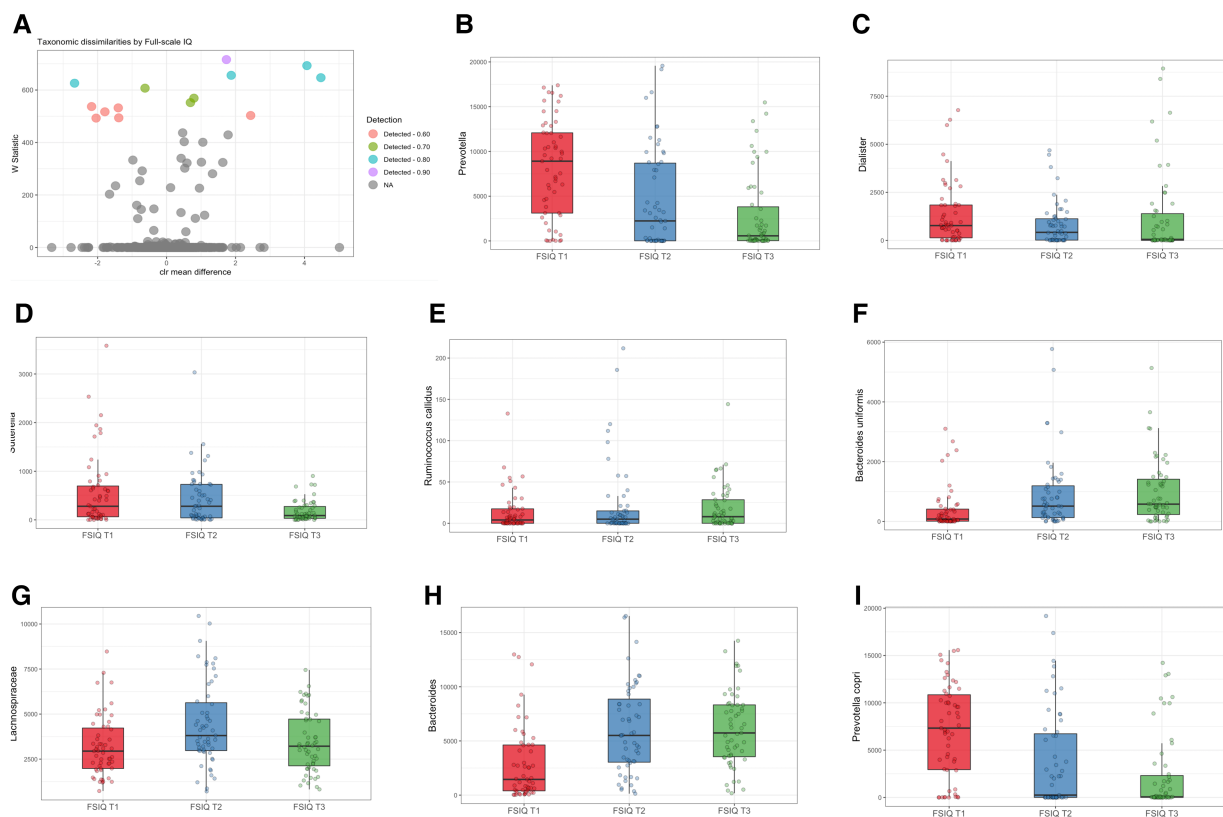 A
Taxonomic dissimilarities by Full-scale IQ
W Statistic
600
400
200
0
-2
0
2
4
clr mean difference
Detection
Detected - 0.60
Detected - 0.70
Detected - 0.80
Detected - 0.90
NA
B
Prevotella
20000
15000
10000
5000
0
FSIQ T1
FSIQ T2
FSIQ T3
C
Dialister
7500
5000
2500
0
FSIQ T1
FSIQ T2
FSIQ T3
D
3000
2000
1000
0
FSIQ T1
FSIQ T2
FSIQ T3
E
Ruminococcus callidus
200
150
100
50
0
FSIQ T1
FSIQ T2
FSIQ T3
F
Bacteroides uniformis
6000
4000
2000
0
FSIQ T1
FSIQ T2
FSIQ T3
G
Lachnospiraceae
10000
7500
5000
2500
FSIQ T1
FSIQ T2
FSIQ T3
H
Bacteroides
15000
10000
5000
0
FSIQ T1
FSIQ T2
FSIQ T3
I
Prevotella copri
20000
15000
10000
5000
0
FSIQ T1
FSIQ T2
FSIQ T3